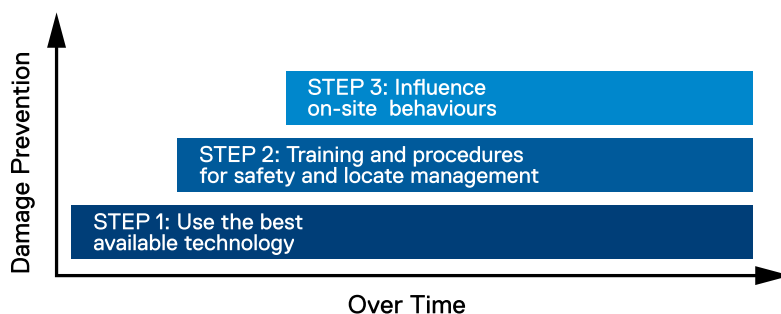 Damage Prevention
STEP 3: Influence
on-site behaviours
STEP 2: Training and procedures
for safety and locate management
STEP 1: Use the best
available technology
Over Time